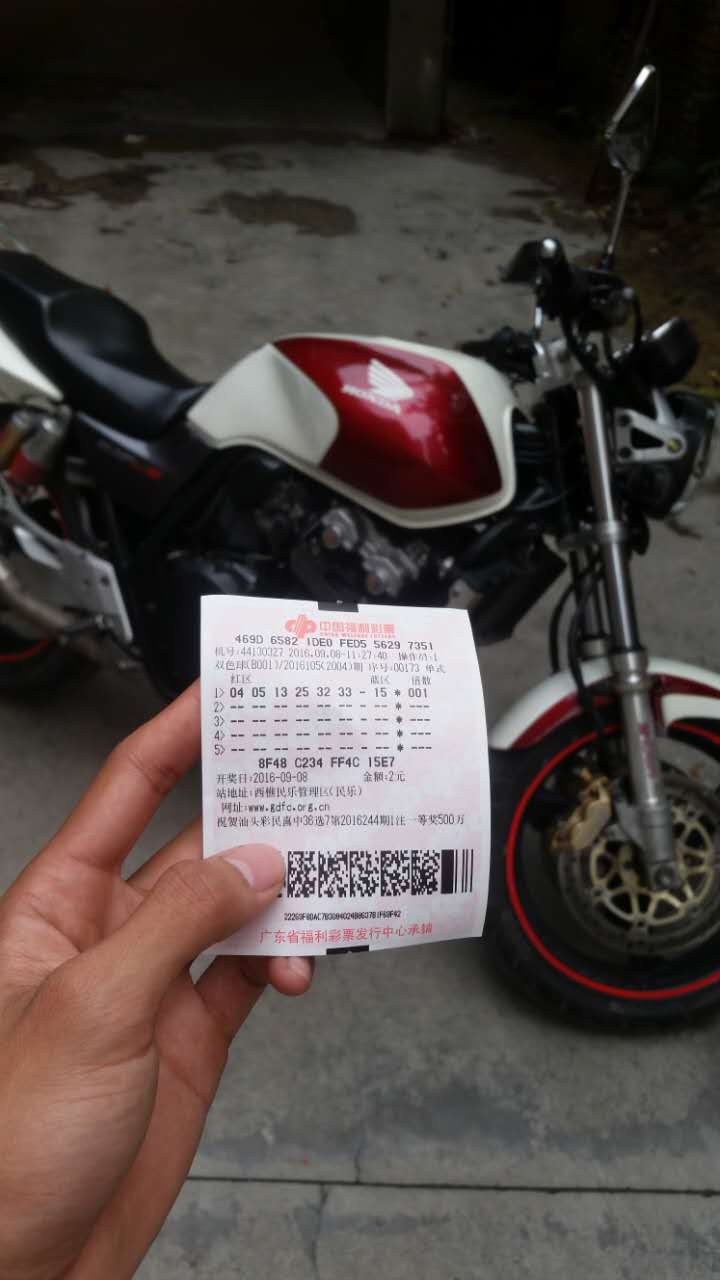 HONDA
中国福利彩票
CHINA WELFARE LOTTERY
469D 6582 1DE0 FED5 5629 7351
机号:44130327 2016.09.08-11:27:40 操作员:1
双色球(B001)/2016105(2004)期 序号:00173 单式
红区 蓝区 倍数
1> 04 05 13 25 32 33 - 15 * 001
2> -- -- -- -- -- -- - -- * ---
3> -- -- -- -- -- -- - -- * ---
4> -- -- -- -- -- -- - -- * ---
5> -- -- -- -- -- -- - -- * ---
8F48 C234 FF4C 15E7
开奖日:2016-09-08 金额:2元
站地址:西樵民乐管理区(民乐)
网址:www.gdfc.org.cn
祝贺汕头彩民喜中36选7第2016244期1注一等奖500万
广东省福利彩票发行中心承销